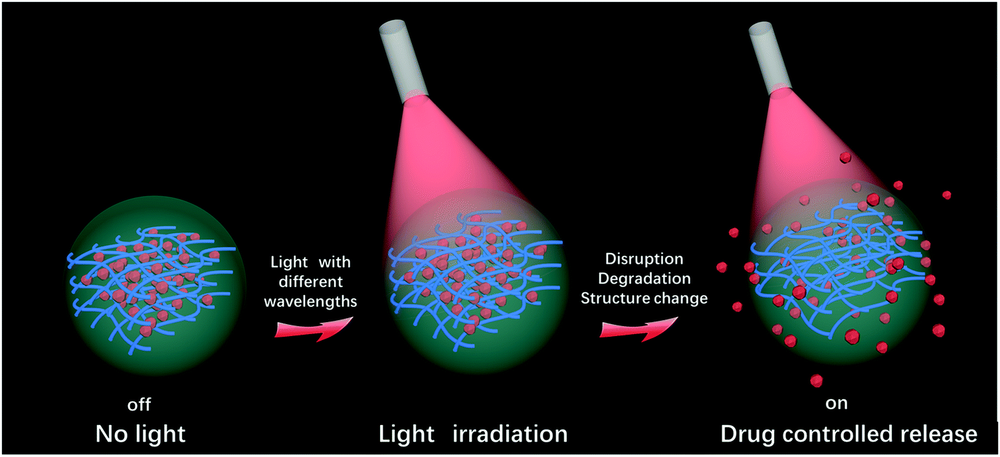 Light with
different
wavelengths
Disruption
Degradation
Structure change
off
on
No light
Light irradiation
Drug controlled release